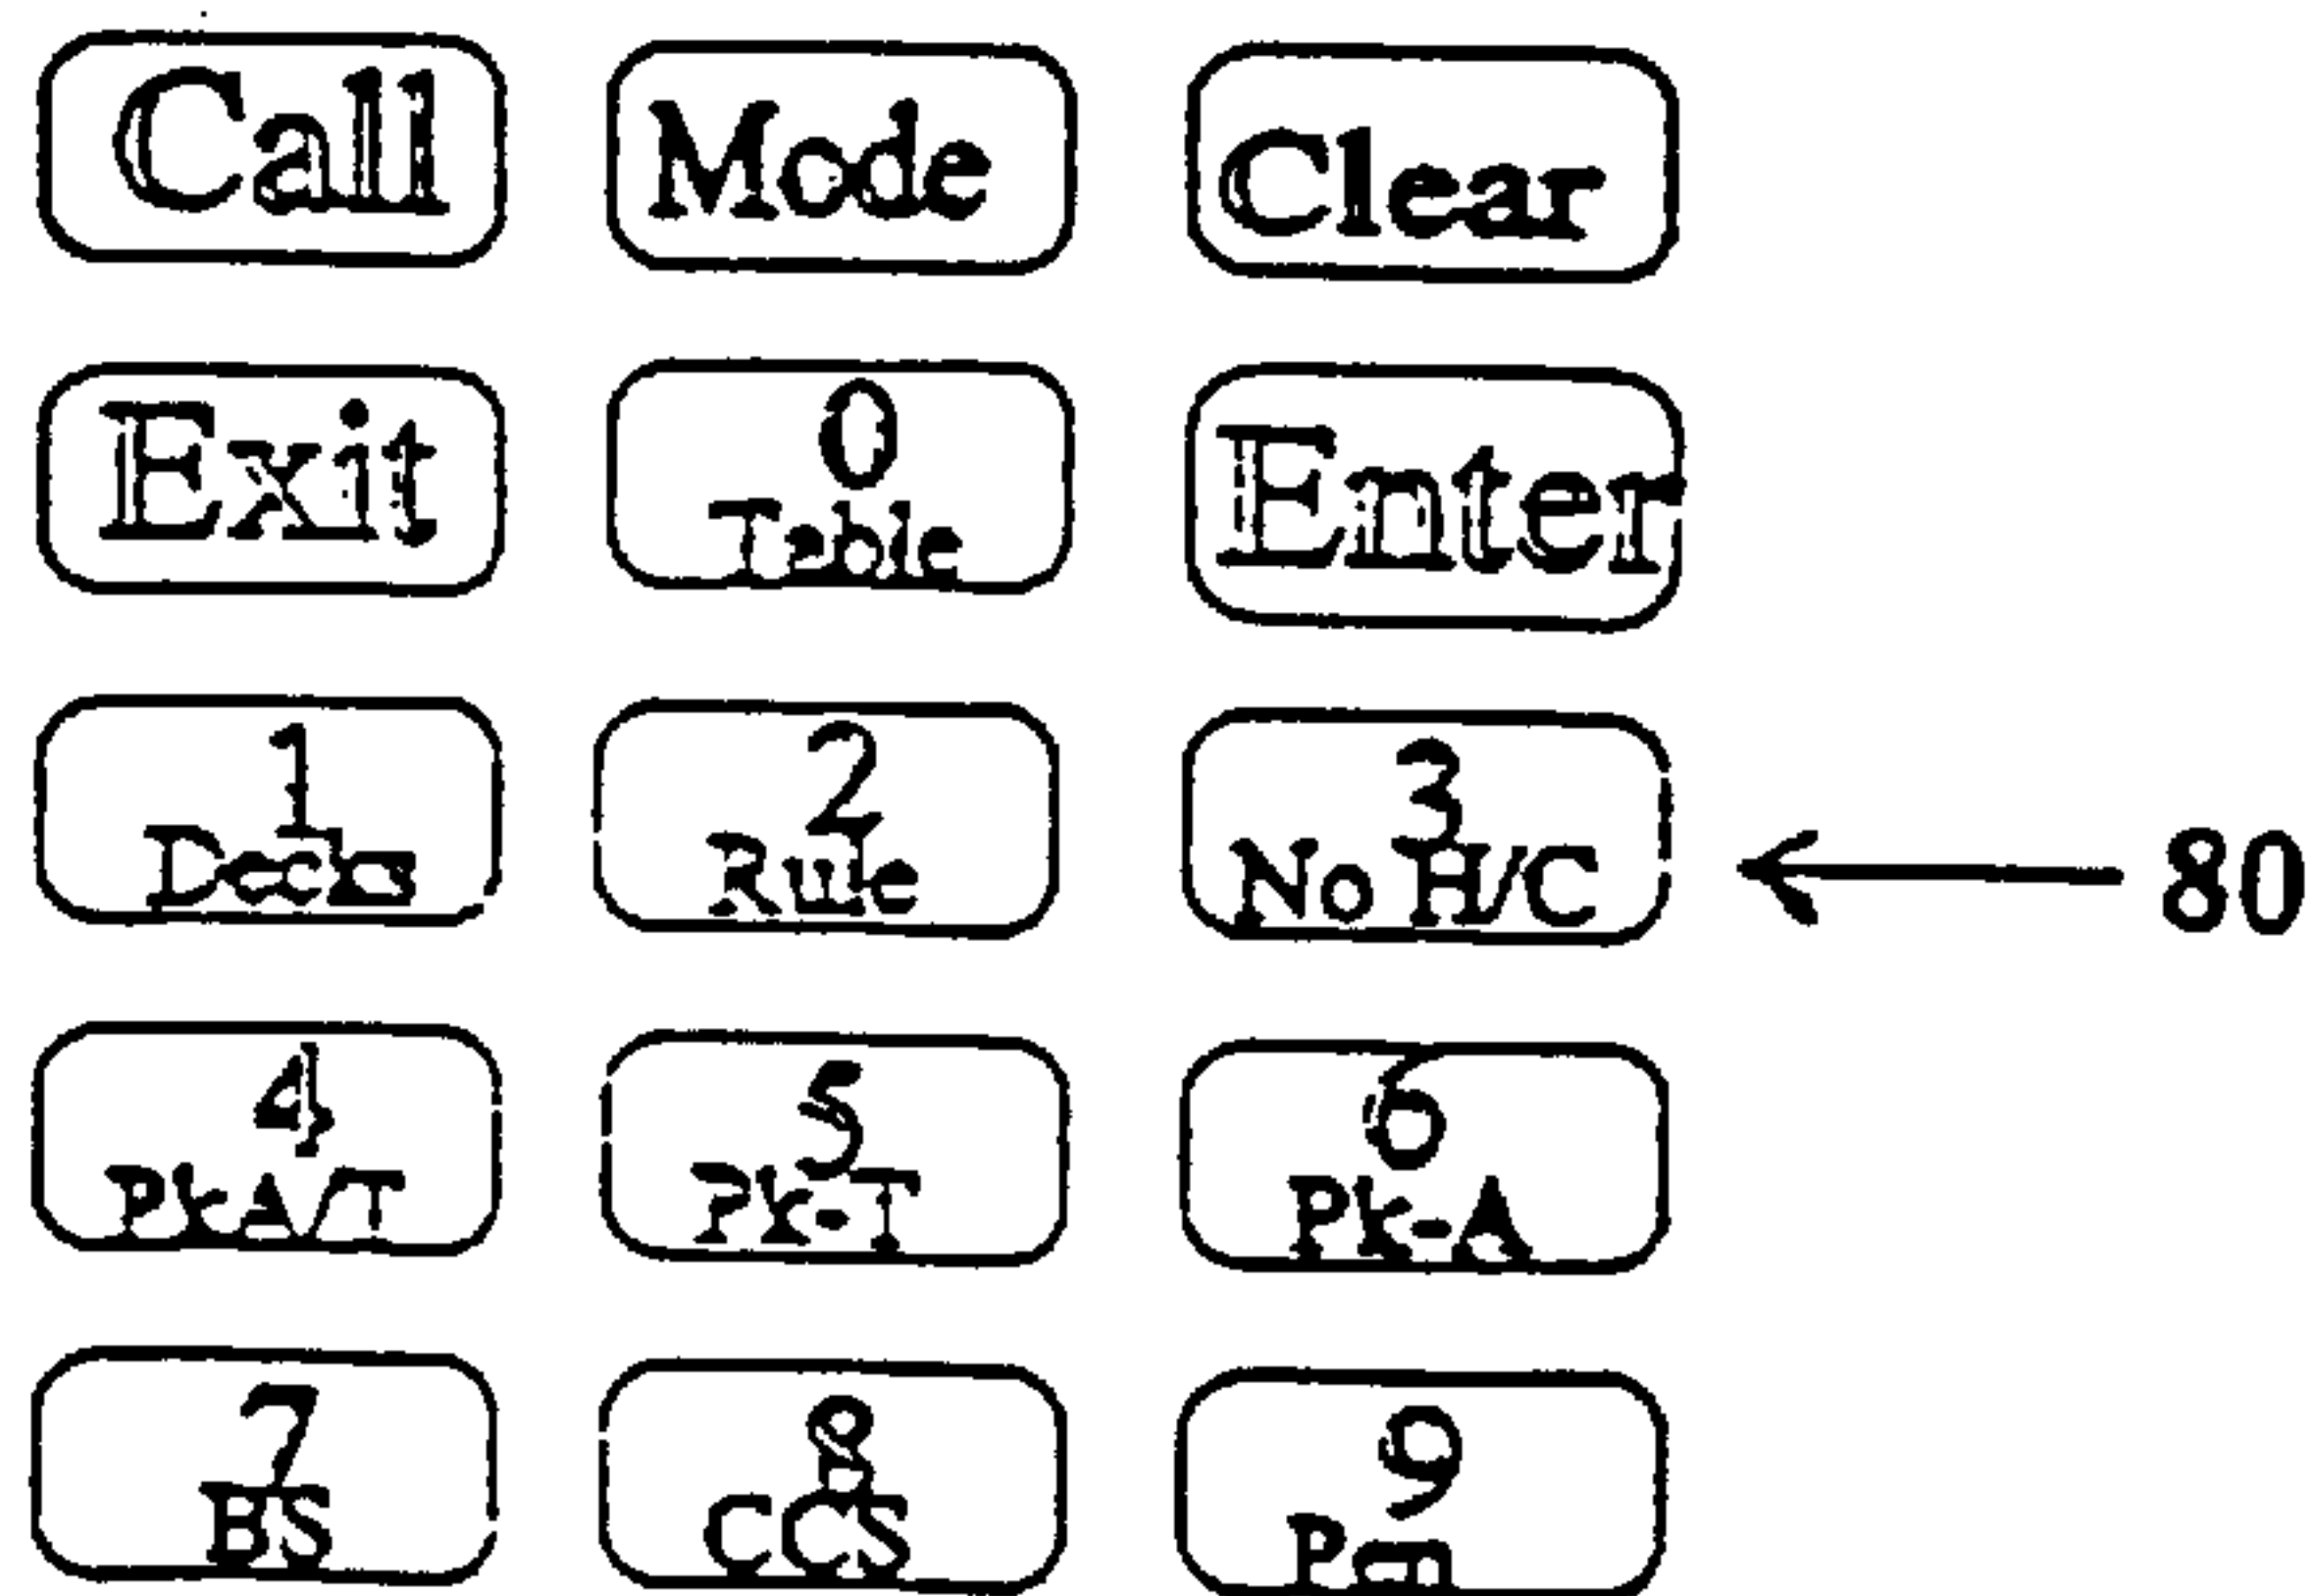 Call Mode Clear
Exit 0 Enter
Table
1 2 3
Decks Rule No H/C
80
4 5 6
Pk A/T Pk-T Pk-A
7 8 9
BS CCS Pan